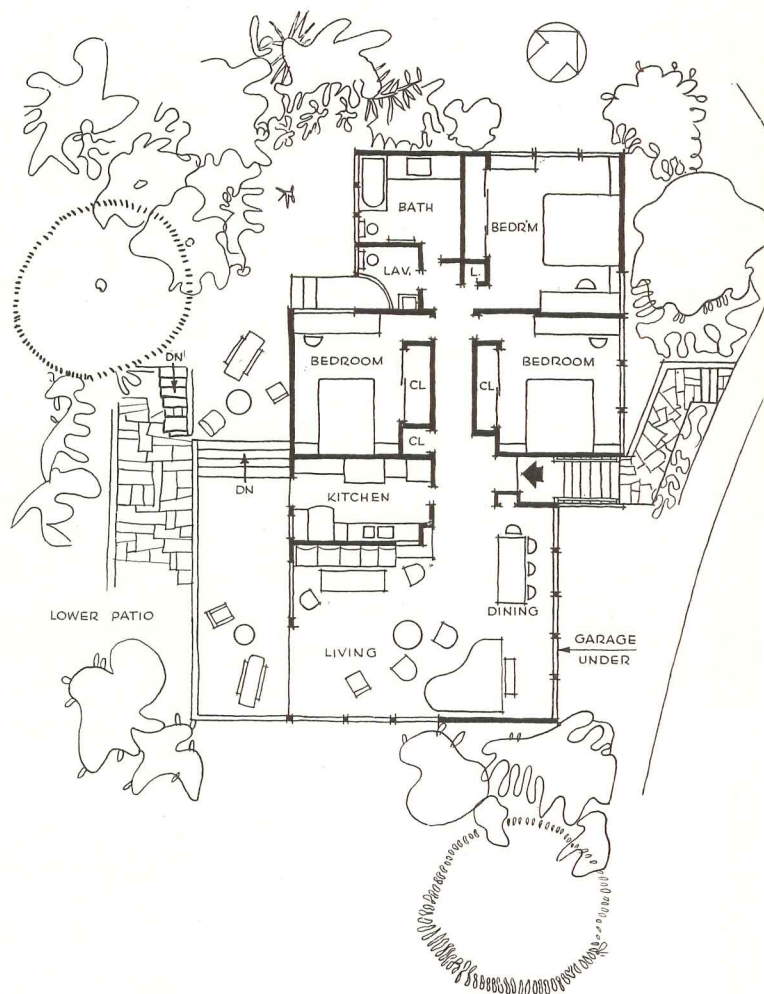 BATH
BEDR'M
LAV.
L.
BEDROOM
BEDROOM
DN
CL
CL
CL
DN
KITCHEN
LOWER PATIO
DINING
LIVING
GARAGE
UNDER